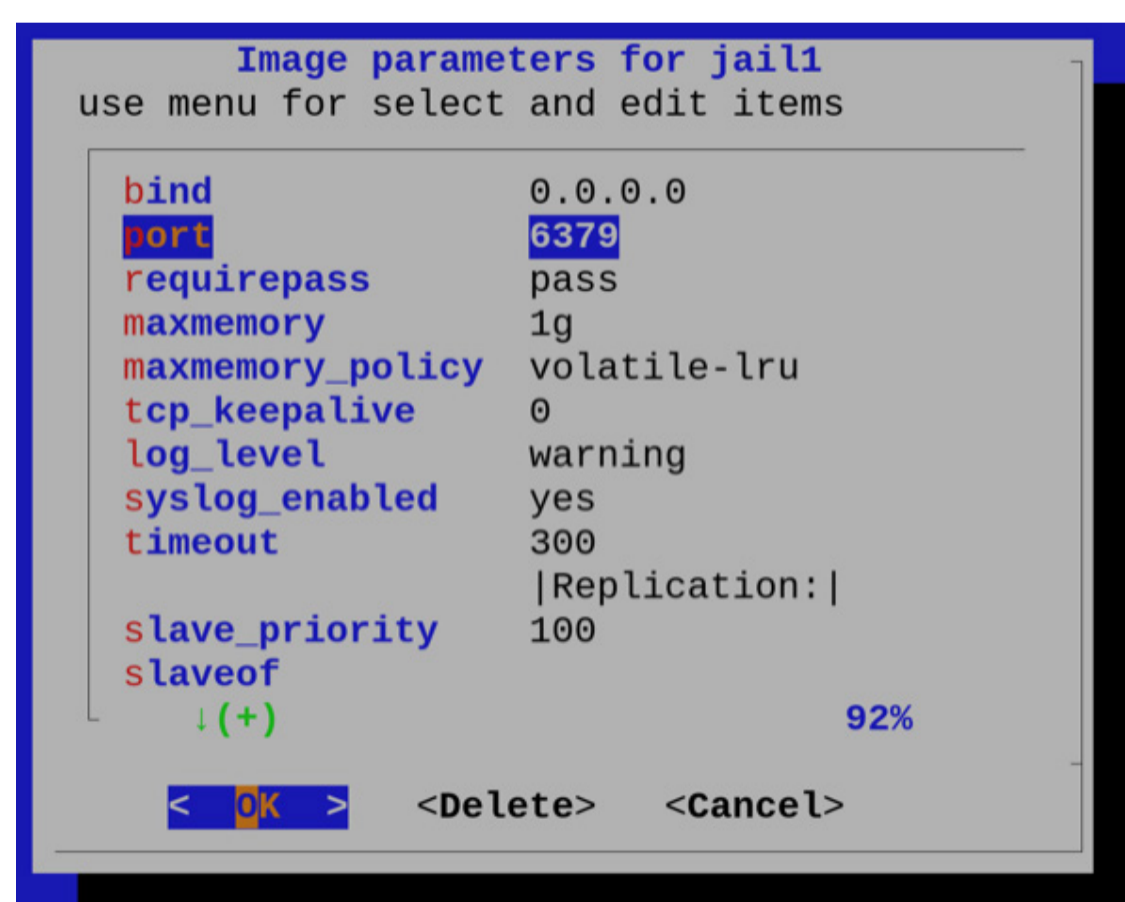 Image parameters for jail1
use menu for select and edit items
bind 0.0.0.0
port 6379
requirepass pass
maxmemory 1g
maxmemory_policy volatile-lru
tcp_keepalive 0
log_level warning
syslog_enabled yes
timeout 300
|Replication:|
slave_priority 100
slaveof
↓(+) 92%
< OK > <Delete> <Cancel>